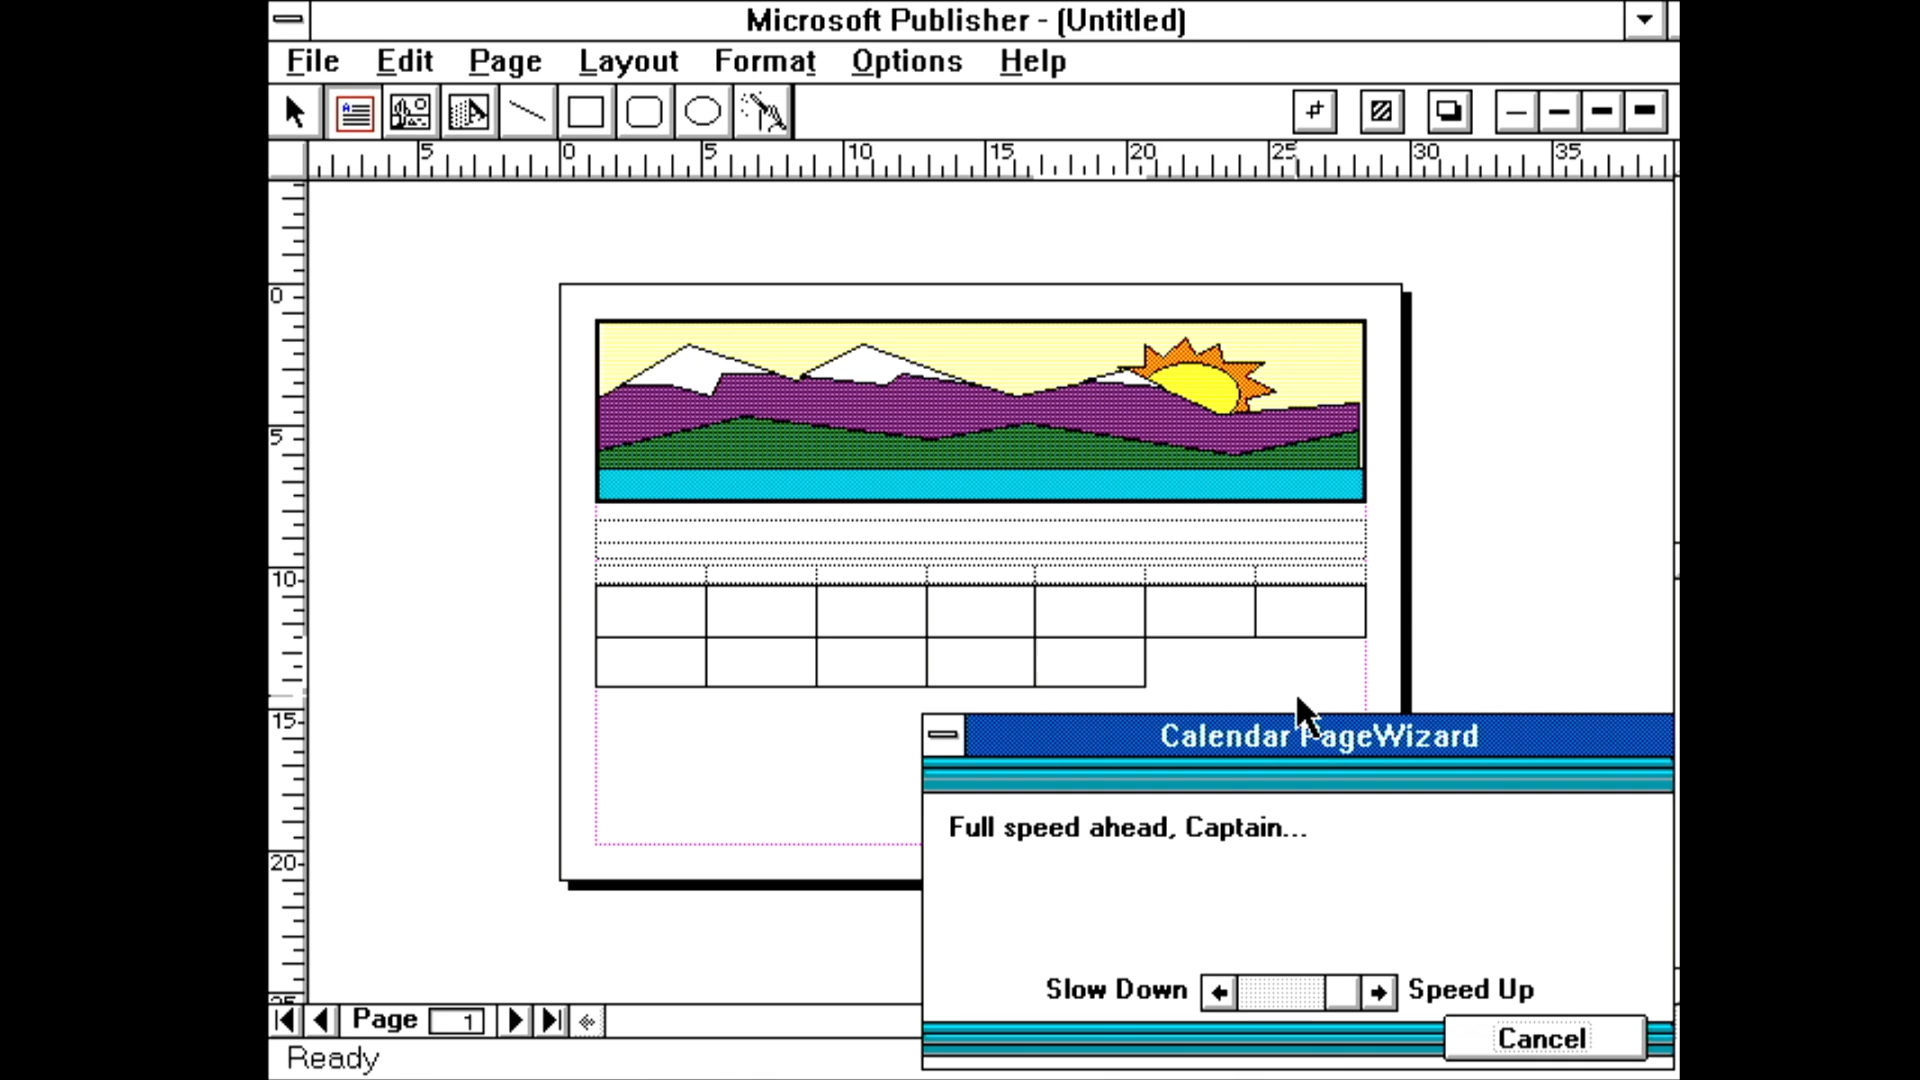 Microsoft Publisher - (Untitled)
File Edit Page Layout Format Options Help
A
5 0 5 10 15 20 25 30 35
0
5
10
15
20
25
Calendar PageWizard
Full speed ahead, Captain...
Slow Down Speed Up
Cancel
Page 1
Ready